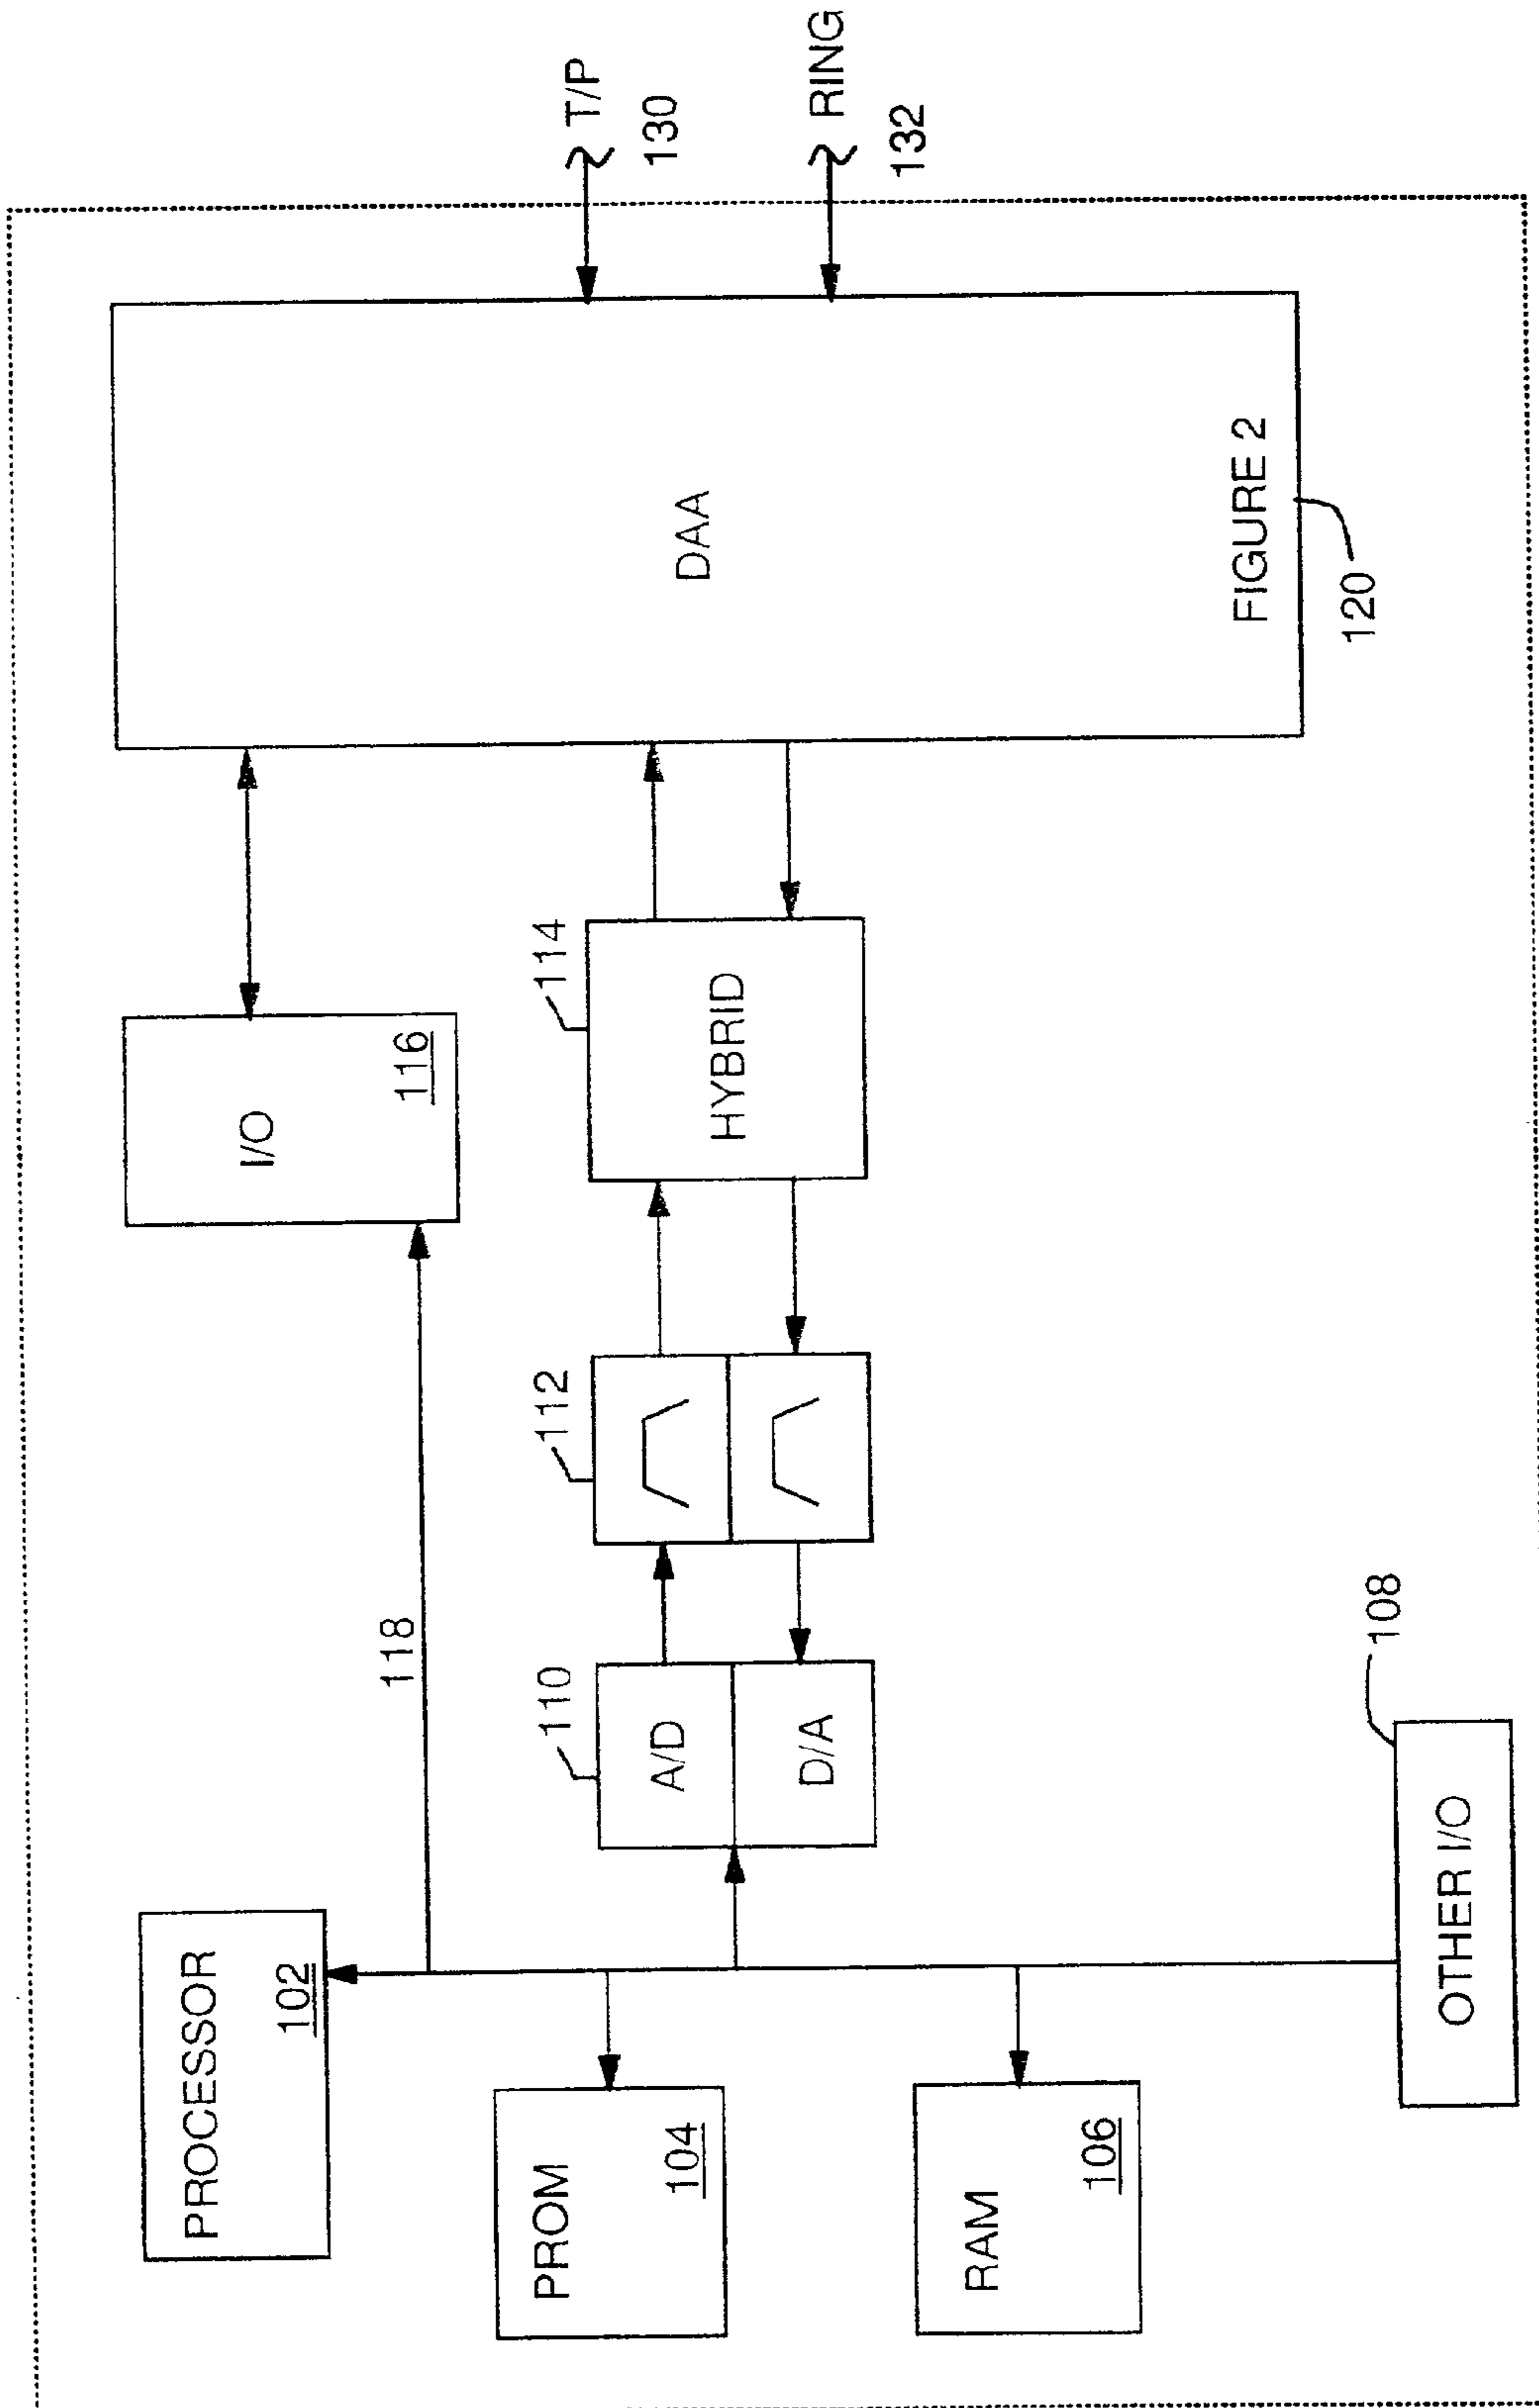 PROCESSOR
102
118
I/O
116
PROM
104
110
A/D
D/A
112
114
HYBRID
DAA
FIGURE 2
120
T/P
130
RING
132
RAM
106
OTHER I/O
108